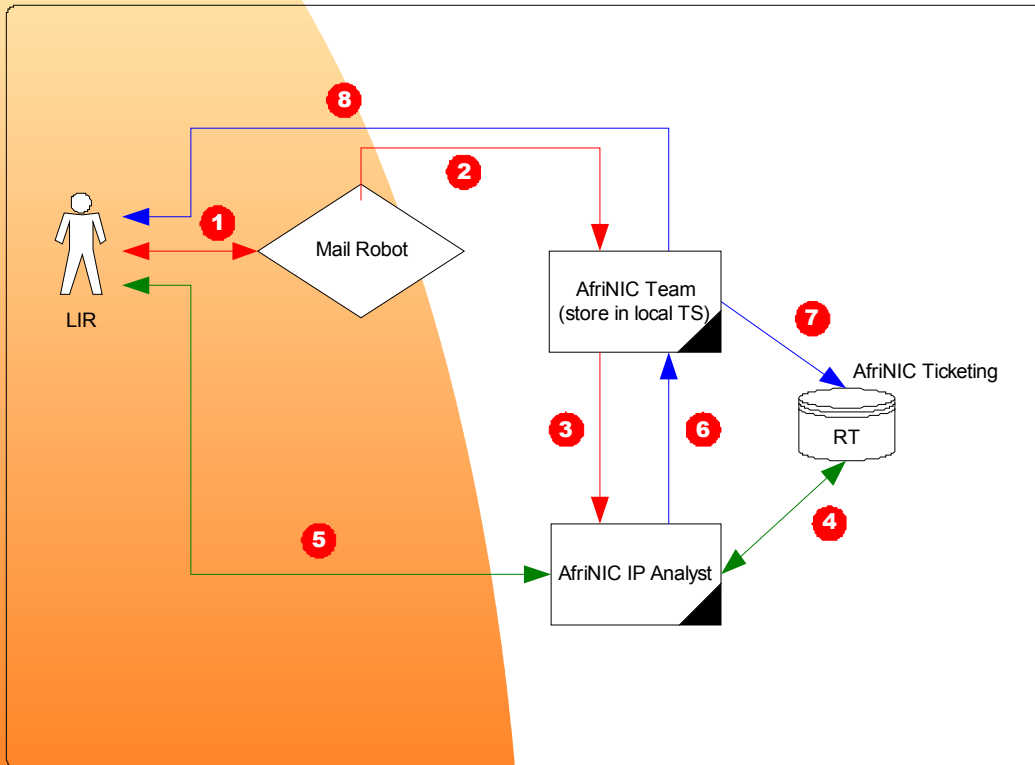 8
2
1
Mail Robot
LIR
AfriNIC Team
(store in local TS)
7
AfriNIC Ticketing
RT
3
6
4
5
AfriNIC IP Analyst